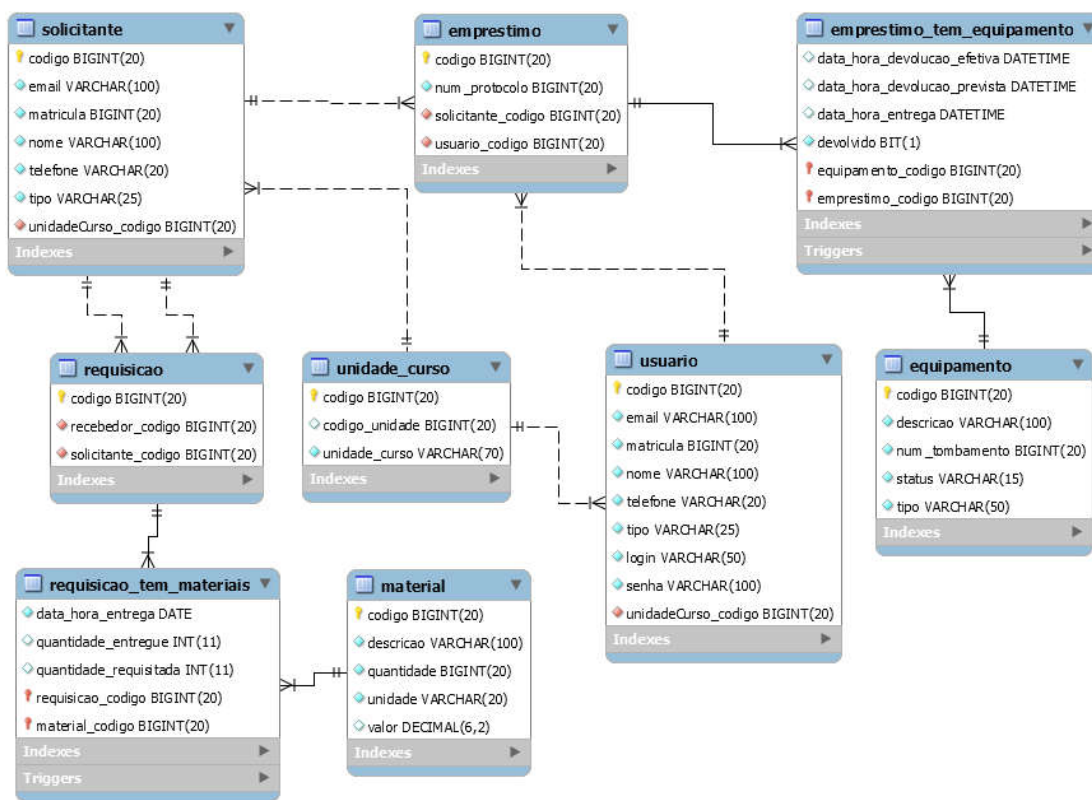 solicitante
codigo BIGINT(20)
email VARCHAR(100)
matricula BIGINT(20)
nome VARCHAR(100)
telefone VARCHAR(20)
tipo VARCHAR(25)
unidadeCurso_codigo BIGINT(20)
Indexes
emprestimo
codigo BIGINT(20)
num_protocolo BIGINT(20)
solicitante_codigo BIGINT(20)
usuario_codigo BIGINT(20)
Indexes
emprestimo_tem_equipamento
data_hora_devolucao_efetiva DATETIME
data_hora_devolucao_prevista DATETIME
data_hora_entrega DATETIME
devolvido BIT(1)
equipamento_codigo BIGINT(20)
emprestimo_codigo BIGINT(20)
Indexes
Triggers
requisicao
codigo BIGINT(20)
recebedor_codigo BIGINT(20)
solicitante_codigo BIGINT(20)
Indexes
unidade_curso
codigo BIGINT(20)
codigo_unidade BIGINT(20)
unidade_curso VARCHAR(70)
Indexes
usuario
codigo BIGINT(20)
email VARCHAR(100)
matricula BIGINT(20)
nome VARCHAR(100)
telefone VARCHAR(20)
tipo VARCHAR(25)
login VARCHAR(50)
senha VARCHAR(100)
unidadeCurso_codigo BIGINT(20)
Indexes
equipamento
codigo BIGINT(20)
descricao VARCHAR(100)
num_tombamento BIGINT(20)
status VARCHAR(15)
tipo VARCHAR(50)
Indexes
requisicao_tem_materiais
data_hora_entrega DATE
quantidade_entregue INT(11)
quantidade_requisitada INT(11)
requisicao_codigo BIGINT(20)
material_codigo BIGINT(20)
Indexes
Triggers
material
codigo BIGINT(20)
descricao VARCHAR(100)
quantidade BIGINT(20)
unidade VARCHAR(20)
valor DECIMAL(6,2)
Indexes